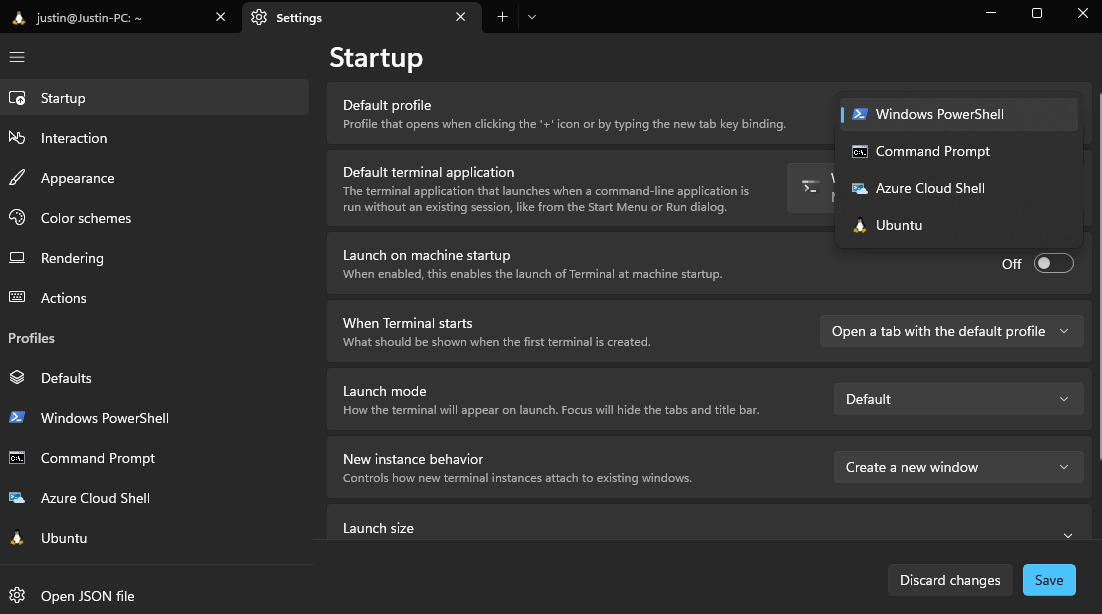 justin@Justin-PC: ~
Settings
Startup
Interaction
Appearance
Color schemes
Rendering
Actions
Profiles
Defaults
Windows PowerShell
Command Prompt
Azure Cloud Shell
Ubuntu
Open JSON file
Startup
Default profile
Profile that opens when clicking the '+' icon or by typing the new tab key binding.
Windows PowerShell
Command Prompt
Azure Cloud Shell
Ubuntu
Default terminal application
The terminal application that launches when a command-line application is
run without an existing session, like from the Start Menu or Run dialog.
Launch on machine startup
When enabled, this enables the launch of Terminal at machine startup.
Off
When Terminal starts
What should be shown when the first terminal is created.
Open a tab with the default profile
Launch mode
How the terminal will appear on launch. Focus will hide the tabs and title bar.
Default
New instance behavior
Controls how new terminal instances attach to existing windows.
Create a new window
Launch size
Discard changes
Save